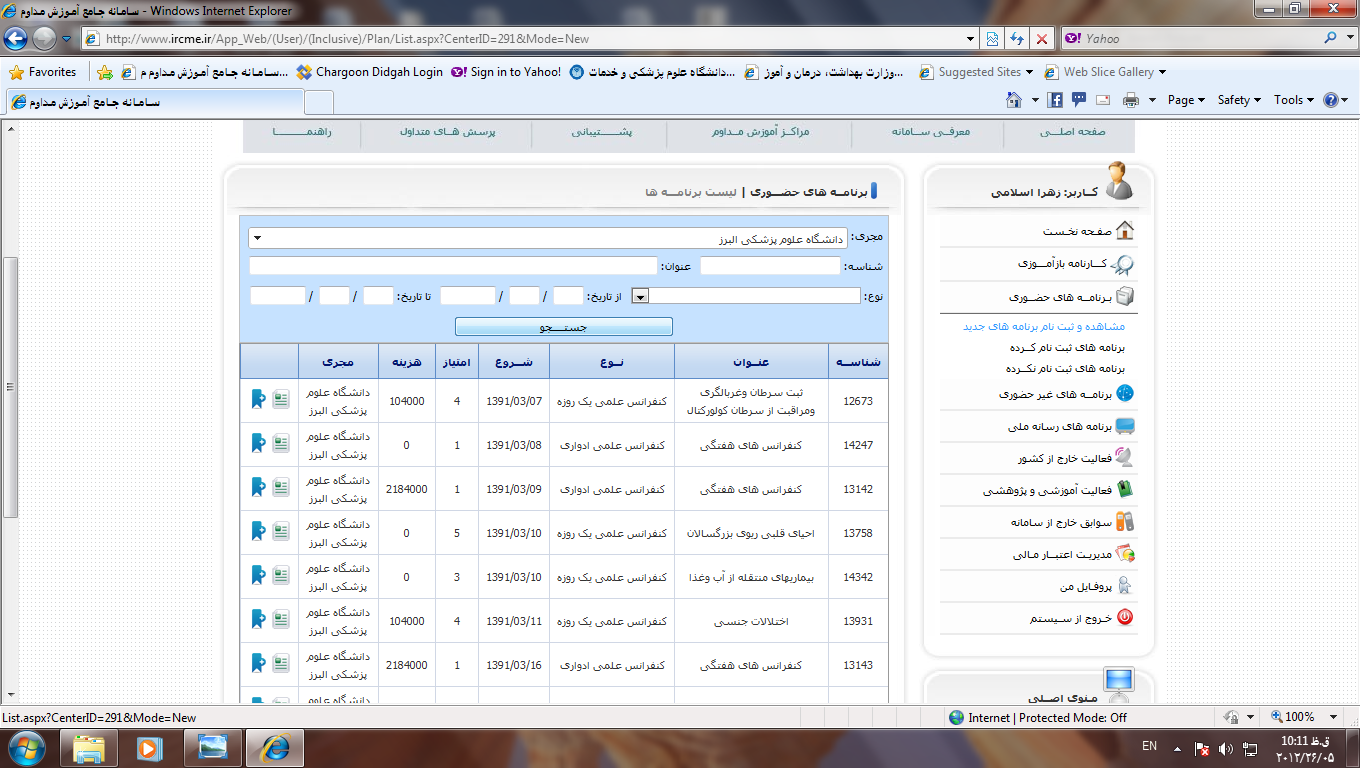 سامانه جامع آموزش مداوم - Windows Internet Explorer
http://www.ircme.ir/App_Web/(User)/(Inclusive)/Plan/List.aspx?CenterID=291&Mode=New
Yahoo
Favorites سامانه جامع آموزش مداوم م... Chargoon Didgah Login Sign in to Yahoo! دانشگاه علوم پزشکی و خدمات... وزارت بهداشت، درمان و آموز... Suggested Sites Web Slice Gallery
سامانه جامع آموزش مداوم Page Safety Tools
صفحه اصلی معرفی سامانه مراکز آموزش مداوم پشتیبانی پرسش های متداول راهنما
کاربر: زهرا اسلامی
صفحه نخست
کارنامه بازآموزی
برنامه های حضوری
مشاهده و ثبت نام برنامه های جدید
برنامه های ثبت نام کرده
برنامه های ثبت نام نکرده
برنامه های غیر حضوری
برنامه های رسانه ملی
فعالیت خارج از کشور
فعالیت آموزشی و پژوهشی
سوابق خارج از سامانه
مدیریت اعتبار مالی
پروفایل من
خروج از سیستم
منوی اصلی
برنامه های حضوری | لیست برنامه ها
مجری: دانشگاه علوم پزشکی البرز
شناسه: عنوان:
نوع: از تاریخ: / / تا تاریخ: / /
جستجو
شناسه عنوان نوع شروع امتیاز هزینه مجری
12673 ثبت سرطان وغربالگری ومراقبت از سرطان کولورکتال کنفرانس علمی یک روزه 1391/03/07 4 104000 دانشگاه علوم پزشکی البرز
14247 کنفرانس های هفتگی کنفرانس علمی ادواری 1391/03/08 1 0 دانشگاه علوم پزشکی البرز
13142 کنفرانس های هفتگی کنفرانس علمی ادواری 1391/03/09 1 2184000 دانشگاه علوم پزشکی البرز
13758 احیای قلبی ریوی بزرگسالان کنفرانس علمی یک روزه 1391/03/10 5 0 دانشگاه علوم پزشکی البرز
14342 بیماریهای منتقله از آب وغذا کنفرانس علمی یک روزه 1391/03/10 3 0 دانشگاه علوم پزشکی البرز
13931 اختلالات جنسی کنفرانس علمی یک روزه 1391/03/11 4 104000 دانشگاه علوم پزشکی البرز
13143 کنفرانس های هفتگی کنفرانس علمی ادواری 1391/03/16 1 2184000 دانشگاه علوم پزشکی البرز
دانشگاه علوم
List.aspx?CenterID=291&Mode=New Internet | Protected Mode: Off 100%
EN 10:11 ق.ظ
۲۰۱۲/۲۶/۰۵